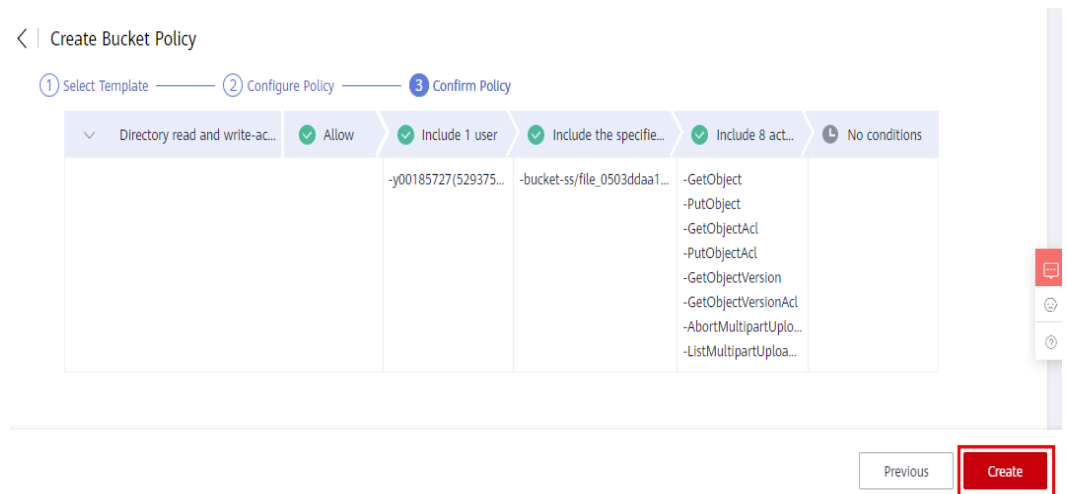 Create Bucket Policy
1 Select Template 2 Configure Policy 3 Confirm Policy
Directory read and write-ac... Allow Include 1 user Include the specifie... Include 8 act... No conditions
-y00185727(529375... -bucket-ss/file_0503ddaa1... -GetObject
-PutObject
-GetObjectAcl
-PutObjectAcl
-GetObjectVersion
-GetObjectVersionAcl
-AbortMultipartUplo...
-ListMultipartUploa...
Previous Create